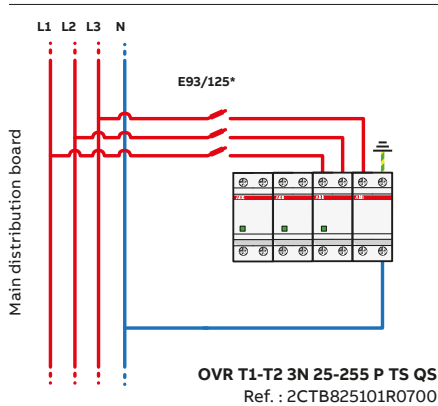 L1 L2 L3 N
E93/125*
Main distribution board
OVR T1-T2 3N 25-255 P TS QS
Ref. : 2CTB825101R0700